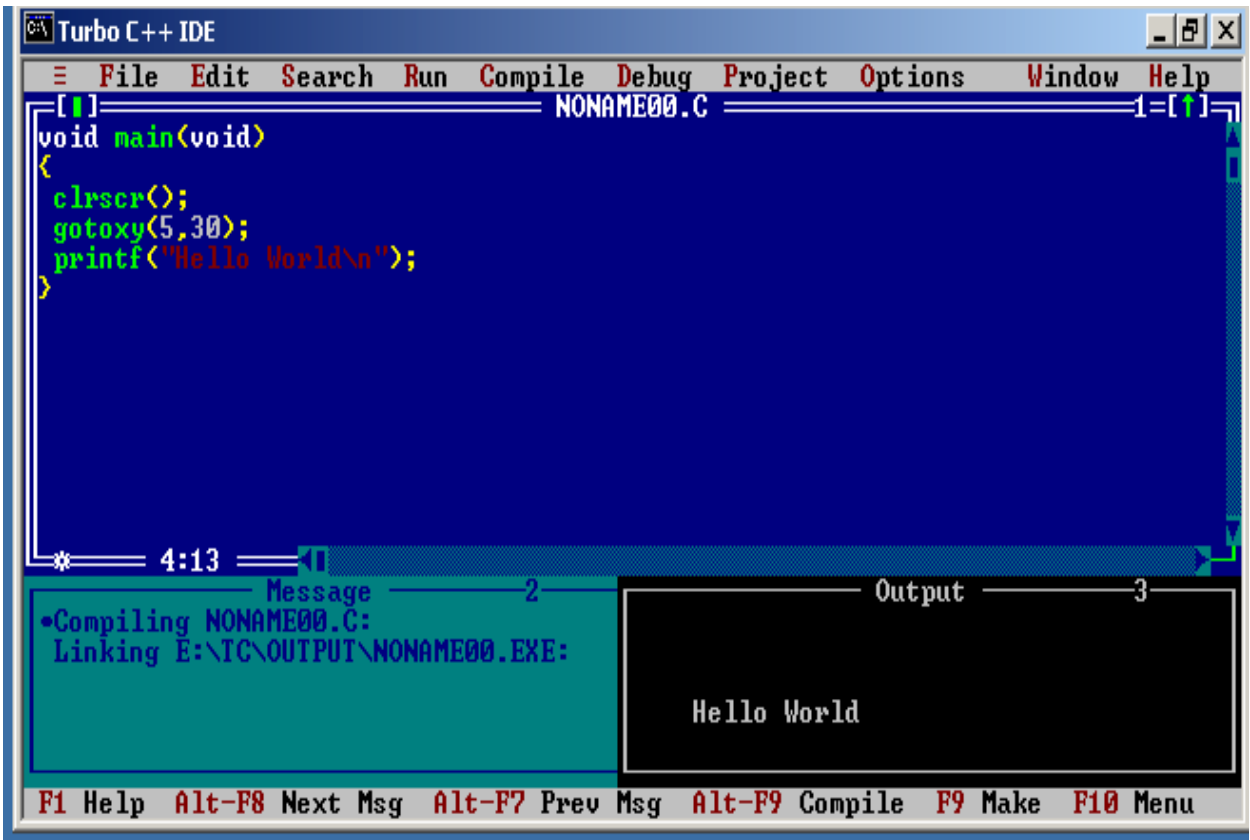 Turbo C++ IDE
≡ File Edit Search Run Compile Debug Project Options Window Help
[▮] NONAME00.C 1=[↑]
void main(void)
{
clrscr();
gotoxy(5,30);
printf("Hello World\n");
}
4:13
Message 2
•Compiling NONAME00.C:
Linking E:\TC\OUTPUT\NONAME00.EXE:
Output 3
Hello World
F1 Help Alt-F8 Next Msg Alt-F7 Prev Msg Alt-F9 Compile F9 Make F10 Menu